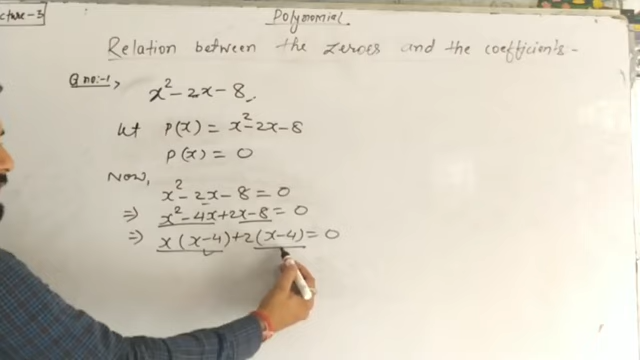 Polynomial.
cture-3
Relation between the zeroes and the coefficients-
Q no:-1,
x²-2x-8,
let P(x) = x²-2x-8
P(x) = 0
Now,
x²-2x-8=0
⇒ x²-4x+2x-8=0
⇒ x(x-4)+2(x-4)=0